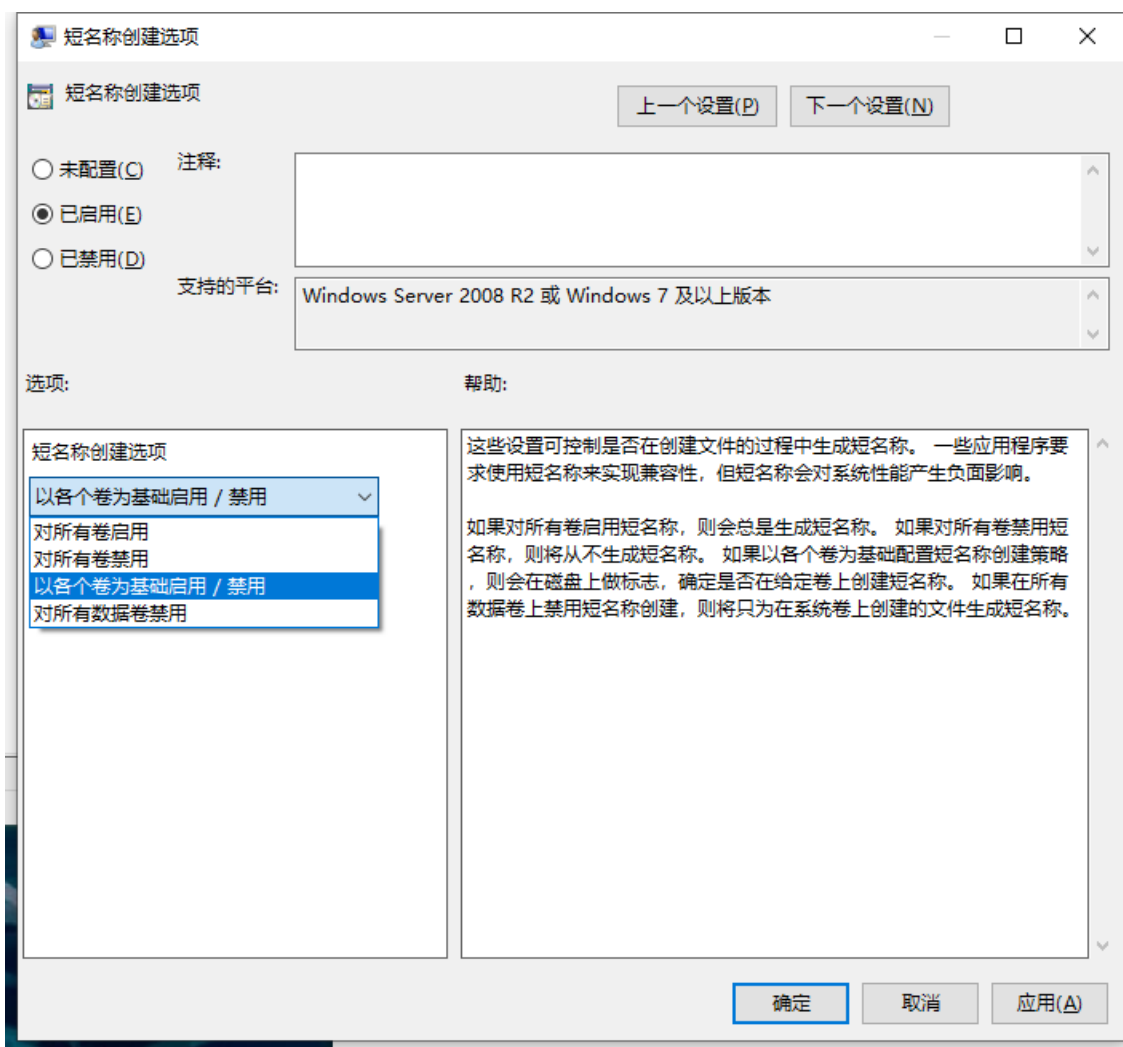 短名称创建选项
短名称创建选项
上一个设置(P)
下一个设置(N)
未配置(C)
注释:
已启用(E)
已禁用(D)
支持的平台:
Windows Server 2008 R2 或 Windows 7 及以上版本
选项:
帮助:
短名称创建选项
以各个卷为基础启用 / 禁用
对所有卷启用
对所有卷禁用
以各个卷为基础启用 / 禁用
对所有数据卷禁用
这些设置可控制是否在创建文件的过程中生成短名称。 一些应用程序要
求使用短名称来实现兼容性，但短名称会对系统性能产生负面影响。
如果对所有卷启用短名称，则会总是生成短名称。 如果对所有卷禁用短
名称，则将从不生成短名称。 如果以各个卷为基础配置短名称创建策略
，则会在磁盘上做标志，确定是否在给定卷上创建短名称。 如果在所有
数据卷上禁用短名称创建，则将只为在系统卷上创建的文件生成短名称。
确定
取消
应用(A)